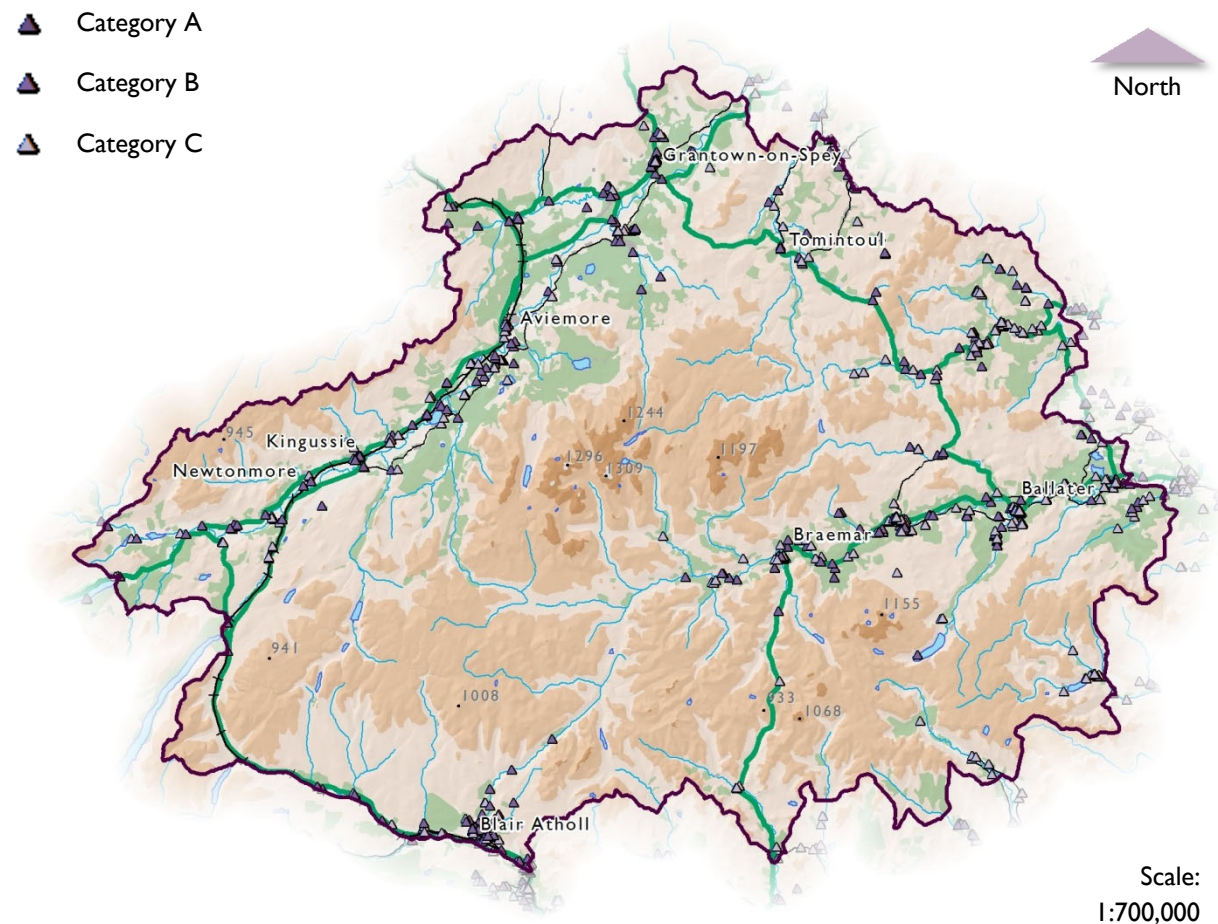 Category A
Category B
Category C
North
Grantown-on-Spey
Tomintoul
Aviemore
1244
945
Kingussie
1296
1309
1197
Newtonmore
Ballater
Braemar
1155
941
1008
933
1068
Blair Atholl
Scale:
1:700,000